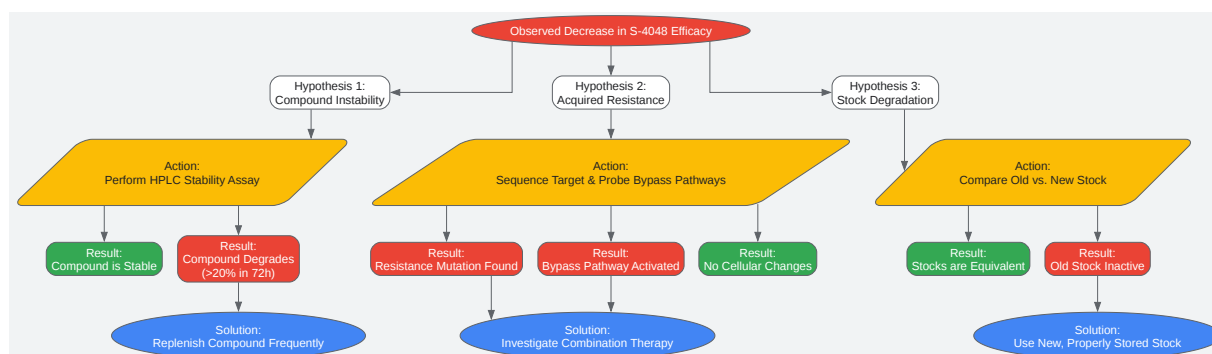 Observed Decrease in S-4048 Efficacy
Hypothesis 1:
Compound Instability
Hypothesis 2:
Acquired Resistance
Hypothesis 3:
Stock Degradation
Action:
Perform HPLC Stability Assay
Action:
Sequence Target & Probe Bypass Pathways
Action:
Compare Old vs. New Stock
Result:
Compound is Stable
Result:
Compound Degrades
(>20% in 72h)
Result:
Resistance Mutation Found
Result:
Bypass Pathway Activated
Result:
No Cellular Changes
Result:
Stocks are Equivalent
Result:
Old Stock Inactive
Solution:
Replenish Compound Frequently
Solution:
Investigate Combination Therapy
Solution:
Use New, Properly Stored Stock